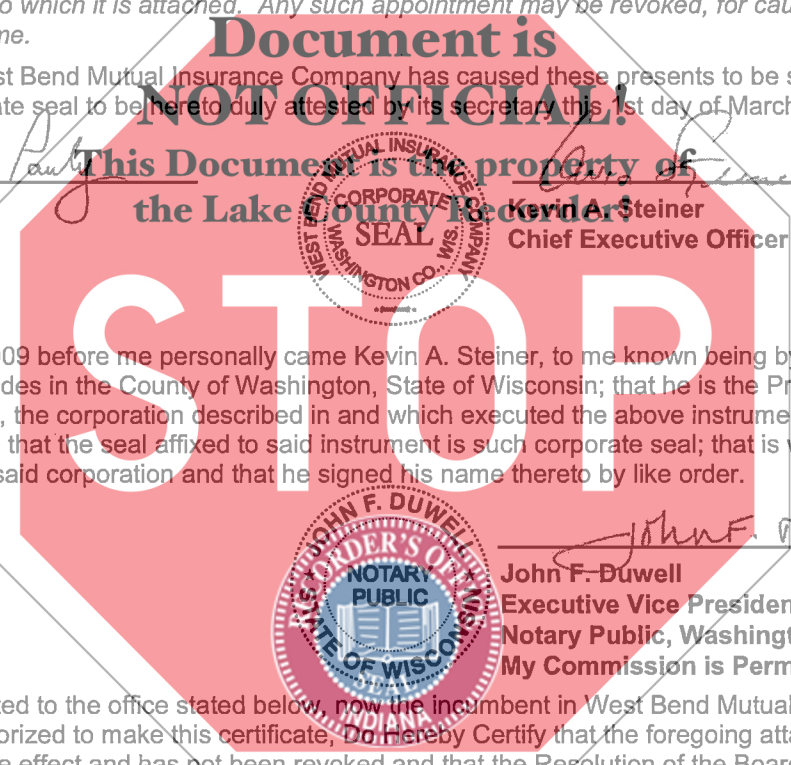 o which it is attached. Any such appointment may be revoked, for cau
me.
Document is
st Bend Mutual Insurance Company has caused these presents to be s
te seal to be hereto duly attested by its secretary this 1st day of March
NOT OFFICIAL!
This Document is the property of
the Lake County Recorder!
WEST BEND MUTUAL INSURANCE COMPANY
CORPORATE
SEAL
WASHINGTON CO., WIS.
Kevin A. Steiner
Chief Executive Officer
STOP
09 before me personally came Kevin A. Steiner, to me known being by
des in the County of Washington, State of Wisconsin; that he is the Pr
, the corporation described in and which executed the above instrume
that the seal affixed to said instrument is such corporate seal; that is w
said corporation and that he signed his name thereto by like order.
JOHN F. DUWELL
NOTARY
PUBLIC
STATE OF WISCONSIN
RECORDER'S OFFICE
SEAL
INDIANA
John F.
John F. Duwell
Executive Vice Presiden
Notary Public, Washingt
My Commission is Perm
ted to the office stated below, now the incumbent in West Bend Mutual
orized to make this certificate, Do Hereby Certify that the foregoing atta
e effect and has not been revoked and that the Resolution of the Board